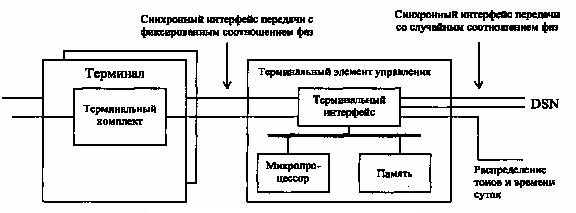 Синхронный интерфейс передачи с
фиксированным соотношением фаз
Синхронный интерфейс передачи
со случайным соотношением фаз
Терминал
Терминальный
комплект
Терминальный элемент управления
Терминальный
интерфейс
Микропро-
цессор
Память
DSN
Распределение
тонов и времени
суток